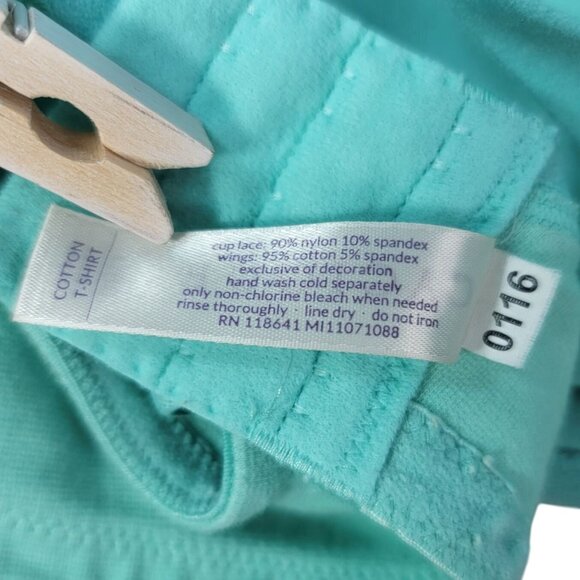 COTTON
T-SHIRT
cup lace: 90% nylon 10% spandex
wings: 95% cotton 5% spandex
exclusive of decoration
hand wash cold separately
only non-chlorine bleach when needed
rinse thoroughly · line dry · do not iron
RN 118641 MI11071088
0116